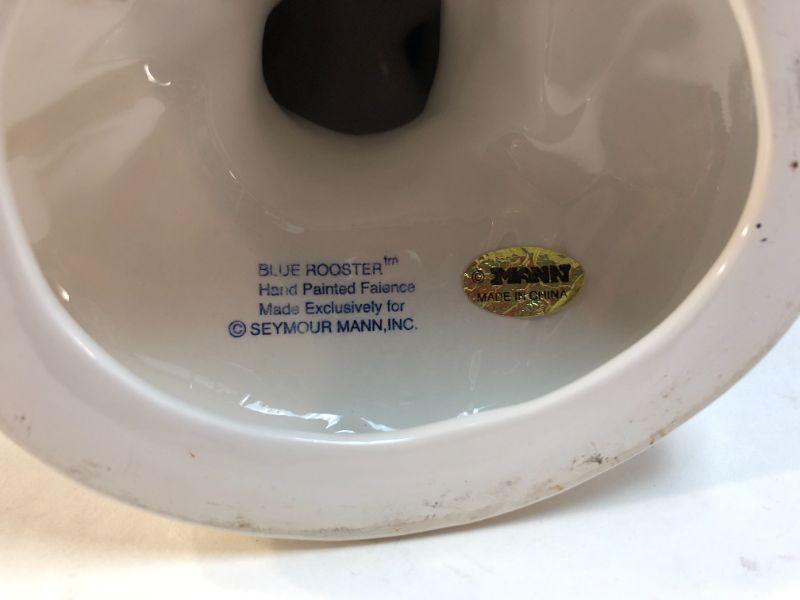 BLUE ROOSTER™
Hand Painted Faience
Made Exclusively for
© SEYMOUR MANN, INC.
© MANN
MADE IN CHINA